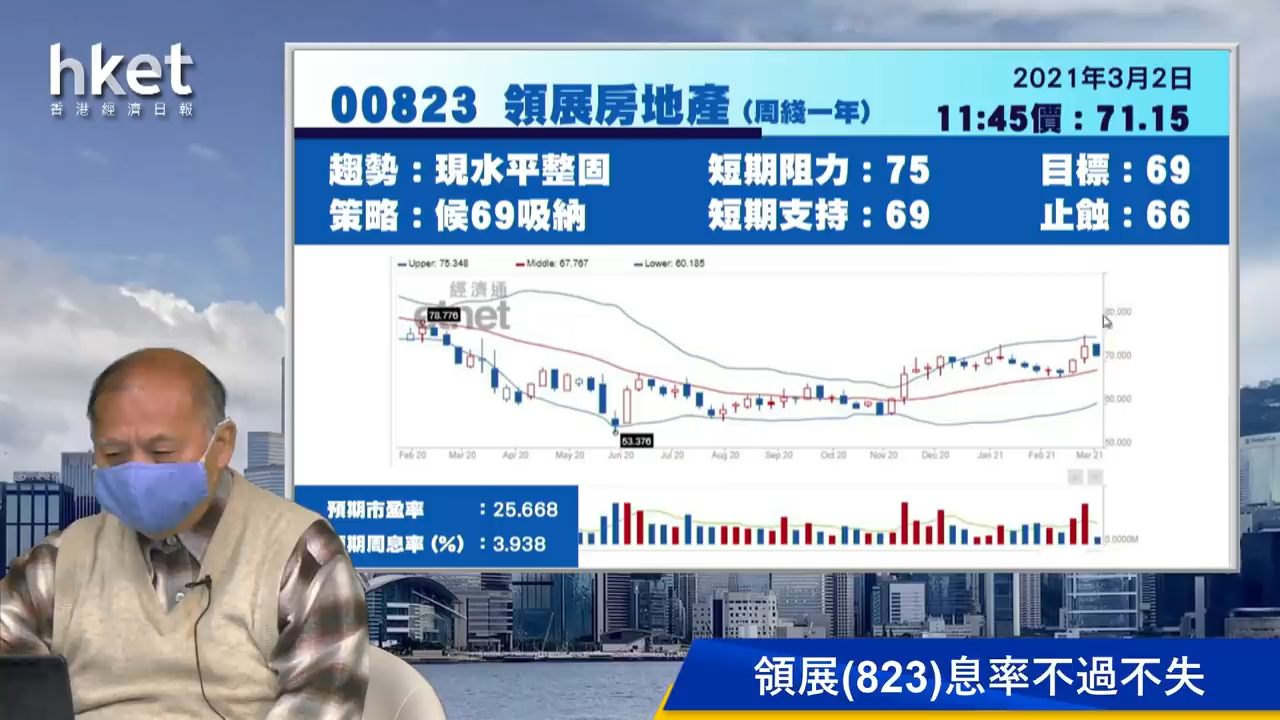 hket
香港經濟日報
00823 領展房地產 (周綫一年)
2021年3月2日
11:45價：71.15
趨勢：現水平整固 短期阻力：75 目標：69
策略：候69吸納 短期支持：69 止蝕：66
Upper: 75.348 Middle: 67.767 Lower: 60.185
經濟通
etnet
78.776
80.000
70.000
60.000
50.000
53.376
Feb 20 Mar 20 Apr 20 May 20 Jun 20 Jul 20 Aug 20 Sep 20 Oct 20 Nov 20 Dec 20 Jan 21 Feb 21 Mar 21
預期市盈率 ：25.668
預期周息率 (%) ：3.938
0.0000M
領展(823)息率不過不失